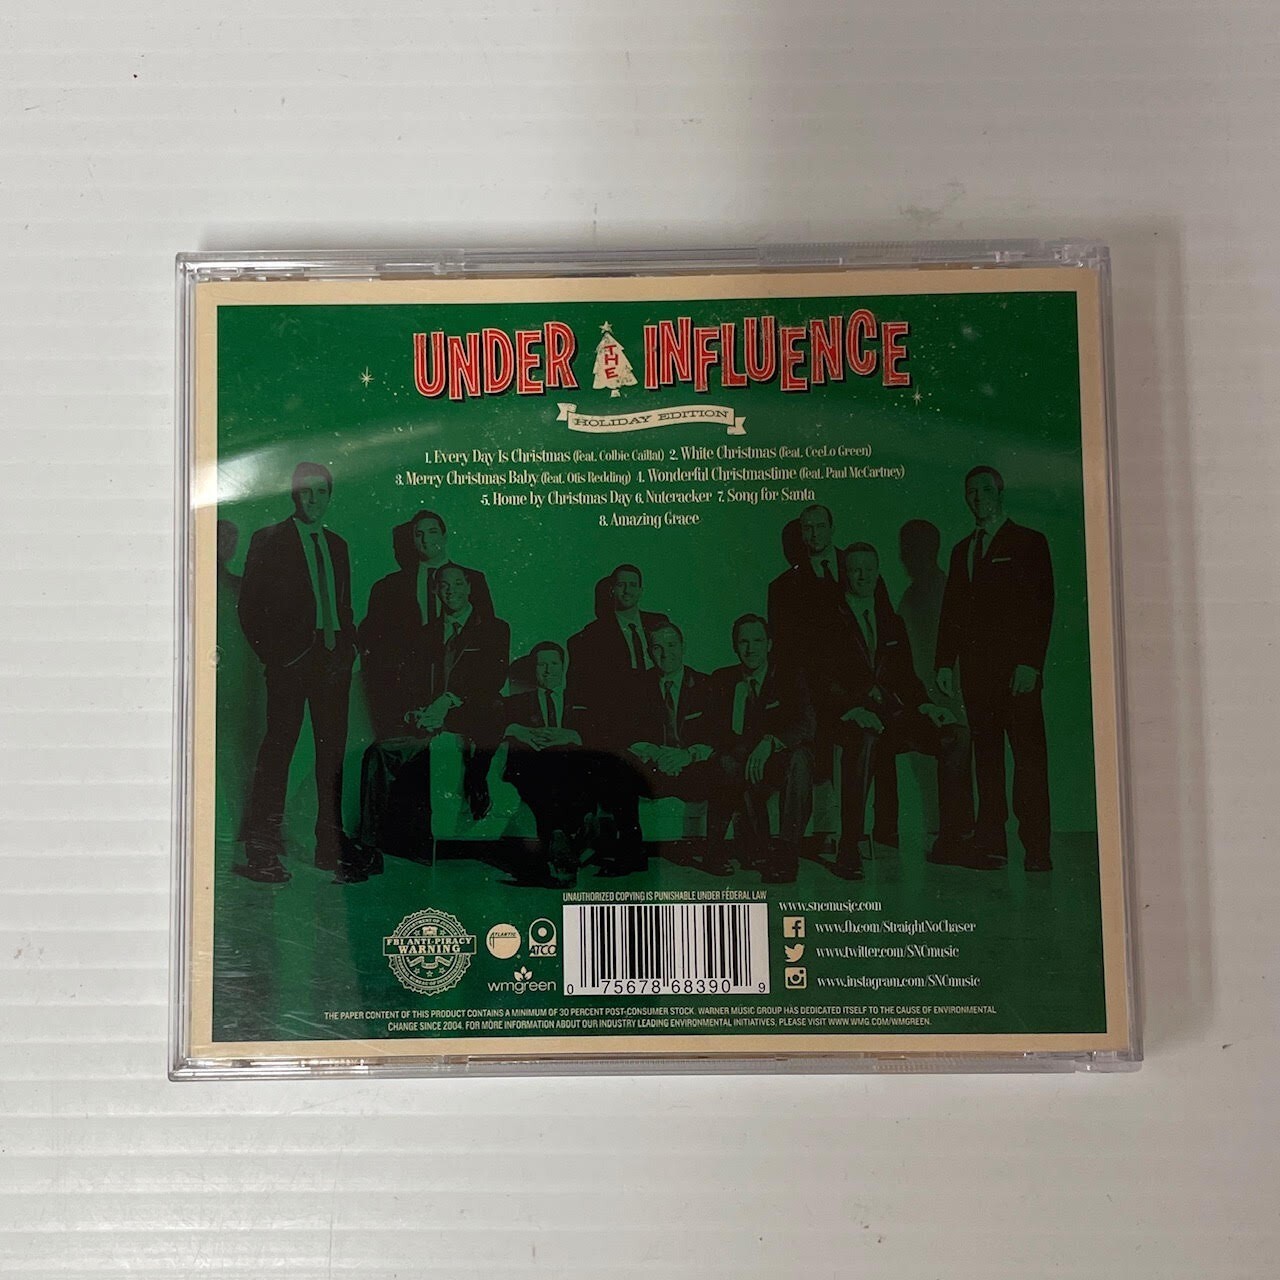 UNDER THE INFLUENCE
HOLIDAY EDITION
1. Every Day Is Christmas (feat. Colbie Caillat) 2. White Christmas (feat. CeeLo Green)
3. Merry Christmas Baby (feat. Otis Redding) 4. Wonderful Christmastime (feat. Paul McCartney)
5. Home by Christmas Day 6. Nutcracker 7. Song for Santa
8. Amazing Grace
UNAUTHORIZED COPYING IS PUNISHABLE UNDER FEDERAL LAW
FBI ANTI-PIRACY
WARNING
ATLANTIC
ATCO
wmgreen
0 75678 68390 9
www.sncmusic.com
www.fb.com/StraightNoChaser
www.twitter.com/SNCmusic
www.instagram.com/SNCmusic
THE PAPER CONTENT OF THIS PRODUCT CONTAINS A MINIMUM OF 30 PERCENT POST-CONSUMER STOCK. WARNER MUSIC GROUP HAS DEDICATED ITSELF TO THE CAUSE OF ENVIRONMENTAL
CHANGE SINCE 2004. FOR MORE INFORMATION ABOUT OUR INDUSTRY LEADING ENVIRONMENTAL INITIATIVES, PLEASE VISIT WWW.WMG.COM/WMGREEN.